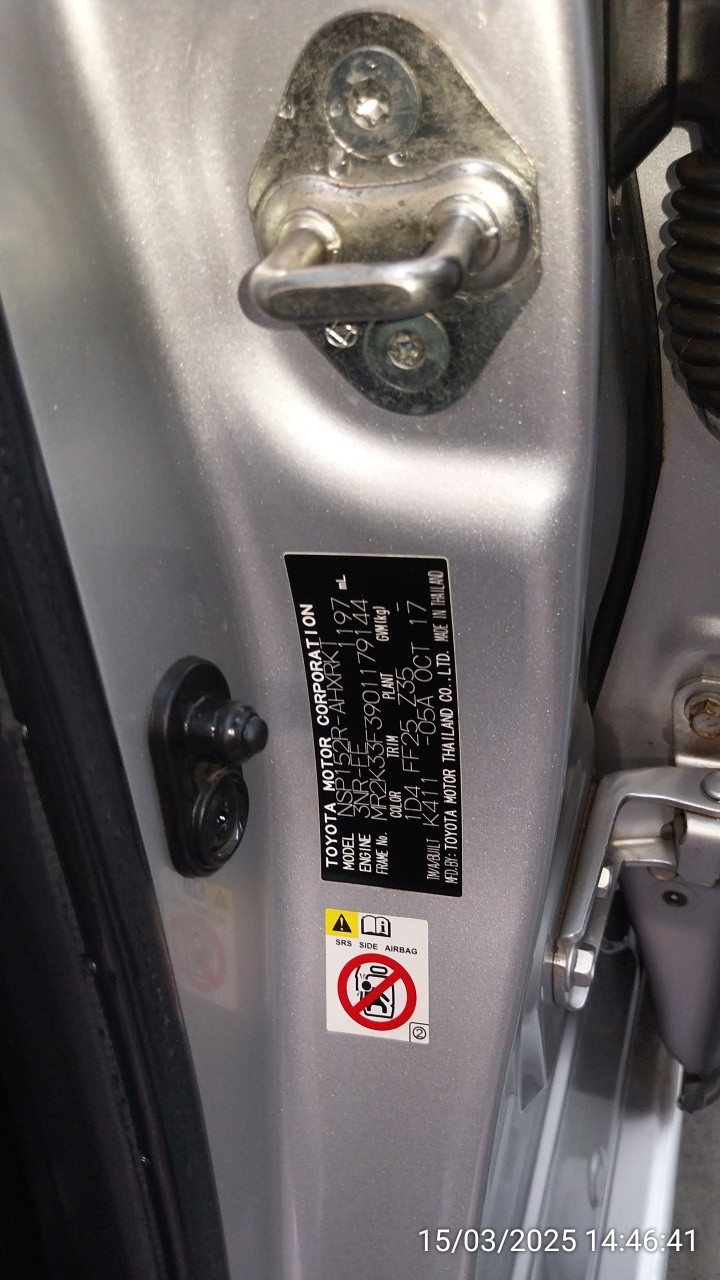 TOYOTA MOTOR CORPORATION
MODEL NSP152R-AHXRKT
ENGINE 3NR-FE 1197 mL
FRAME No. MR2K33F3901179144
COLOR TRIM PLANT GVM(kg)
1D4 FF25 Z35 -
TM/A/BUILT K411 -05A OCT 17
MFD.BY: TOYOTA MOTOR THAILAND CO., LTD. MADE IN THAILAND
SRS SIDE AIRBAG
2
15/03/2025 14:46:41